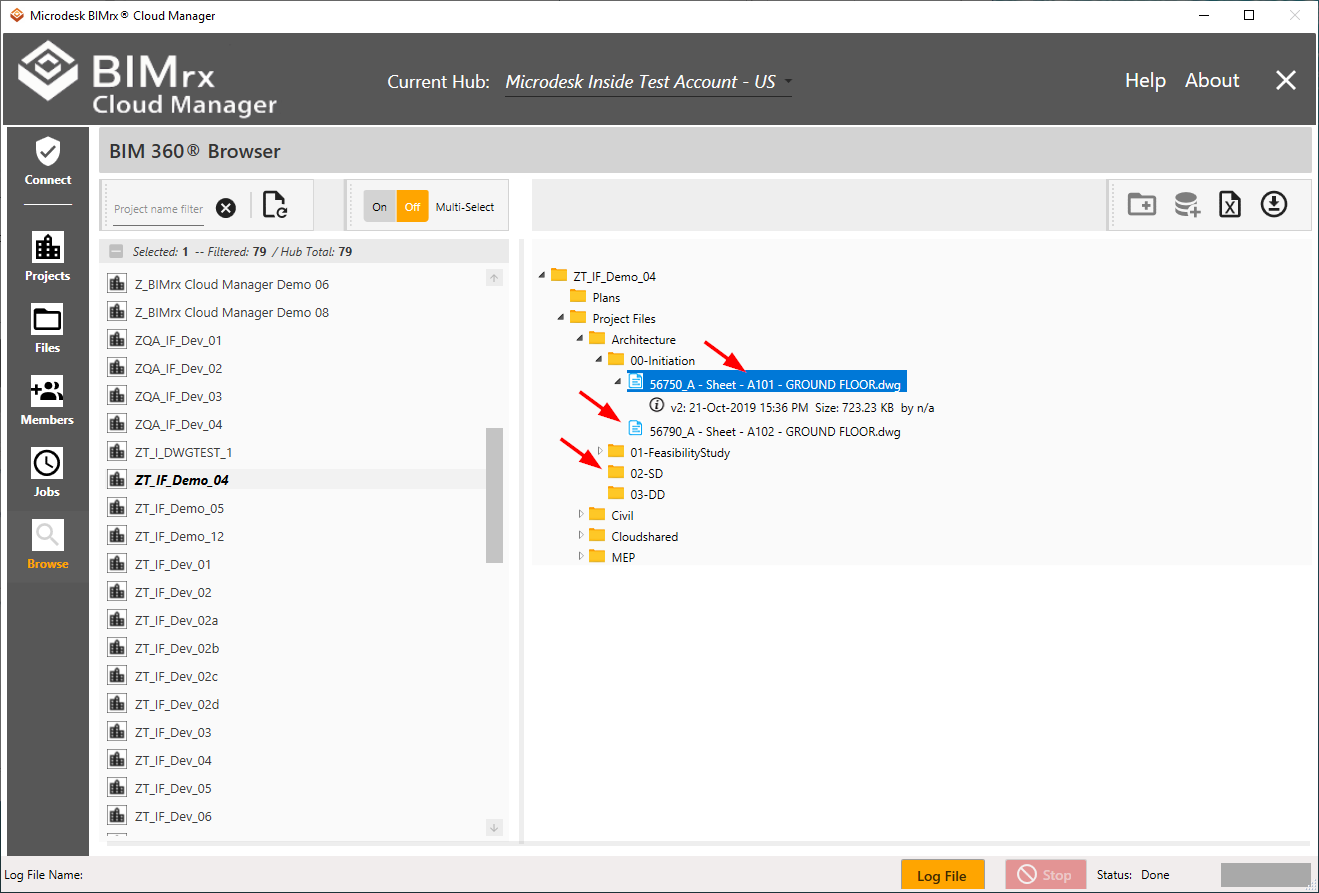 Microdesk BIMrx® Cloud Manager
BIMrx
Cloud Manager
Current Hub: Microdesk Inside Test Account - US
Help About
Connect
Projects
Files
Members
Jobs
Browse
BIM 360® Browser
Project name filter
On Off Multi-Select
Selected: 1 -- Filtered: 79 / Hub Total: 79
Z_BIMrx Cloud Manager Demo 06
Z_BIMrx Cloud Manager Demo 08
ZQA_IF_Dev_01
ZQA_IF_Dev_02
ZQA_IF_Dev_03
ZQA_IF_Dev_04
ZT_I_DWGTEST_1
ZT_IF_Demo_04
ZT_IF_Demo_05
ZT_IF_Demo_12
ZT_IF_Dev_01
ZT_IF_Dev_02
ZT_IF_Dev_02a
ZT_IF_Dev_02b
ZT_IF_Dev_02c
ZT_IF_Dev_02d
ZT_IF_Dev_03
ZT_IF_Dev_04
ZT_IF_Dev_05
ZT_IF_Dev_06
ZT_IF_Demo_04
Plans
Project Files
Architecture
00-Initiation
56750_A - Sheet - A101 - GROUND FLOOR.dwg
v2: 21-Oct-2019 15:36 PM Size: 723.23 KB by n/a
56790_A - Sheet - A102 - GROUND FLOOR.dwg
01-FeasibilityStudy
02-SD
03-DD
Civil
Cloudshared
MEP
Log File Name:
Log File
Stop
Status: Done